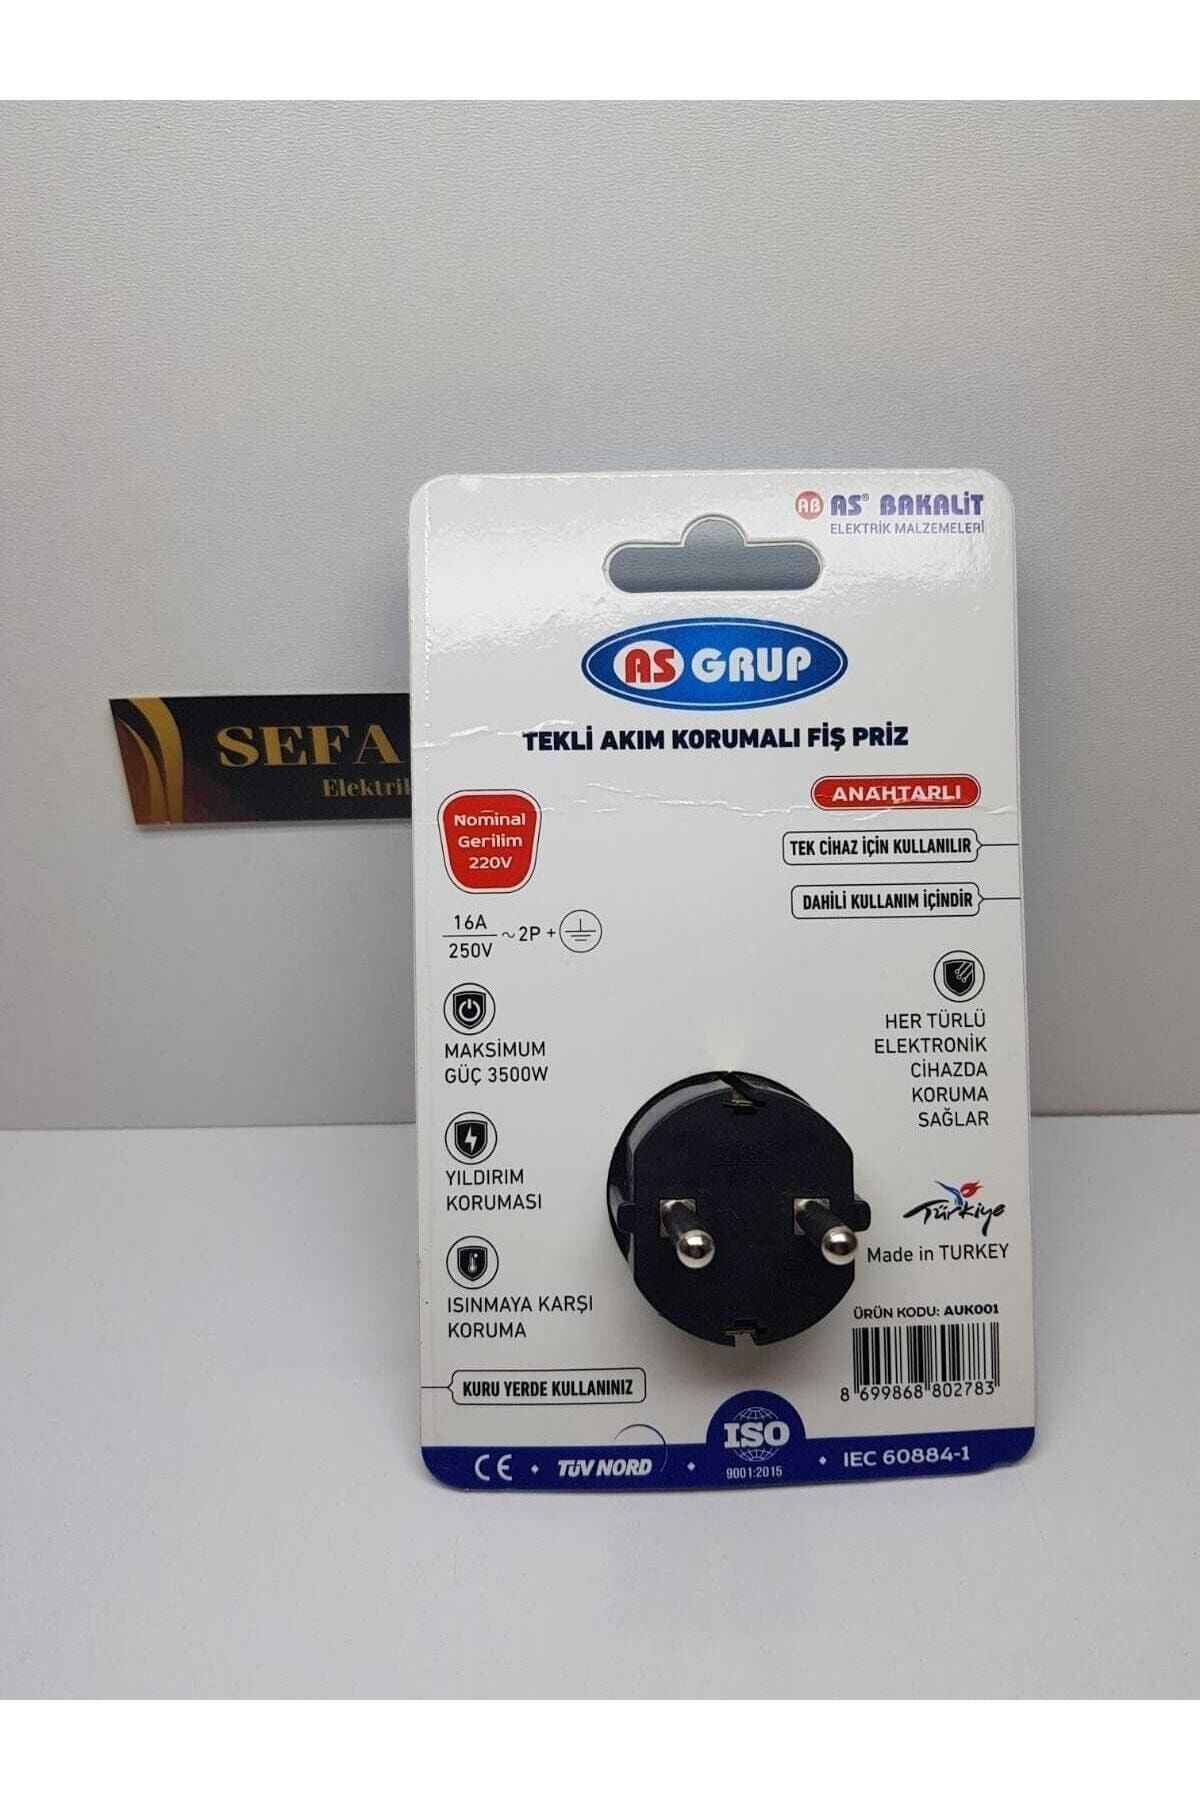 AB AS® BAKALİT
ELEKTRİK MALZEMELERİ
AS GRUP
TEKLİ AKIM KORUMALI FİŞ PRİZ
SEFA
Elektrik
ANAHTARLI
Nominal
Gerilim
220V
TEK CİHAZ İÇİN KULLANILIR
DAHİLİ KULLANIM İÇİNDİR
16A
250V ~ 2P +
MAKSİMUM
GÜÇ 3500W
YILDIRIM
KORUMASI
ISINMAYA KARŞI
KORUMA
KURU YERDE KULLANINIZ
HER TÜRLÜ
ELEKTRONİK
CİHAZDA
KORUMA
SAĞLAR
Türkiye
Made in TURKEY
ÜRÜN KODU: AUK001
8 699868 802783
CE • TÜV NORD • ISO 9001:2015 • IEC 60884-1